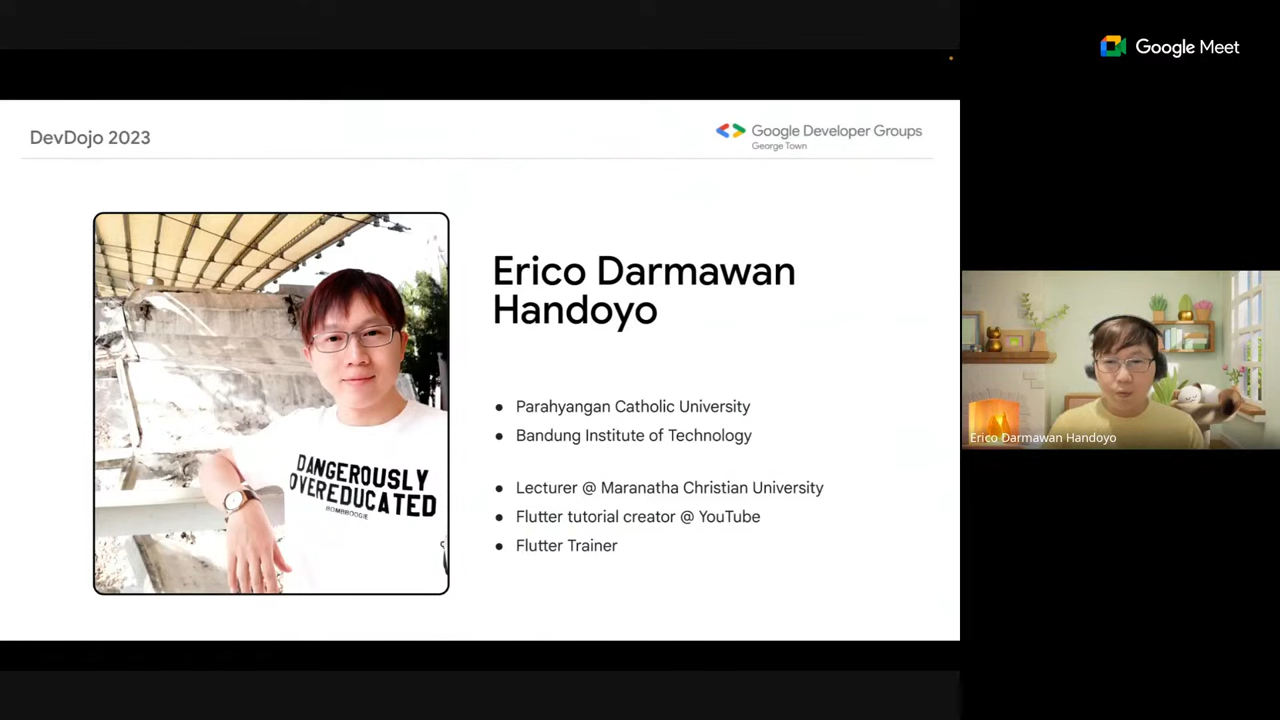 Google Meet
DevDojo 2023
Google Developer Groups
George Town
Erico Darmawan
Handoyo
Parahyangan Catholic University
Bandung Institute of Technology
Lecturer @ Maranatha Christian University
Flutter tutorial creator @ YouTube
Flutter Trainer
DANGEROUSLY
OVEREDUCATED
BOMBBOOGIE
Erico Darmawan Handoyo